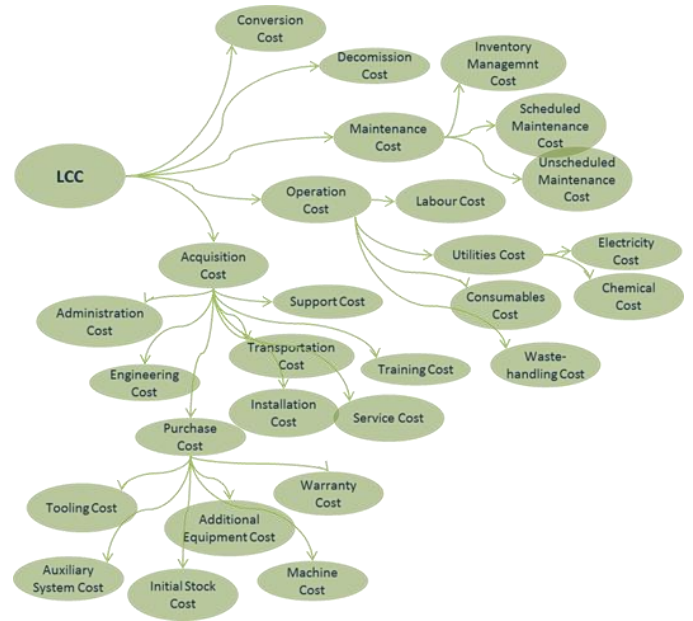 Conversion
Cost
Decomission
Cost
Inventory
Managemnt
Cost
Maintenance
Cost
Scheduled
Maintenance
Cost
Unscheduled
Maintenance
Cost
LCC
Operation
Cost
Labour Cost
Utilities Cost
Electricity
Cost
Chemical
Cost
Consumables
Cost
Waste-
handling Cost
Acquisition
Cost
Support Cost
Administration
Cost
Transportation
Cost
Training Cost
Engineering
Cost
Installation
Cost
Service Cost
Purchase
Cost
Warranty
Cost
Tooling Cost
Additional
Equipment Cost
Auxiliary
System Cost
Initial Stock
Cost
Machine
Cost